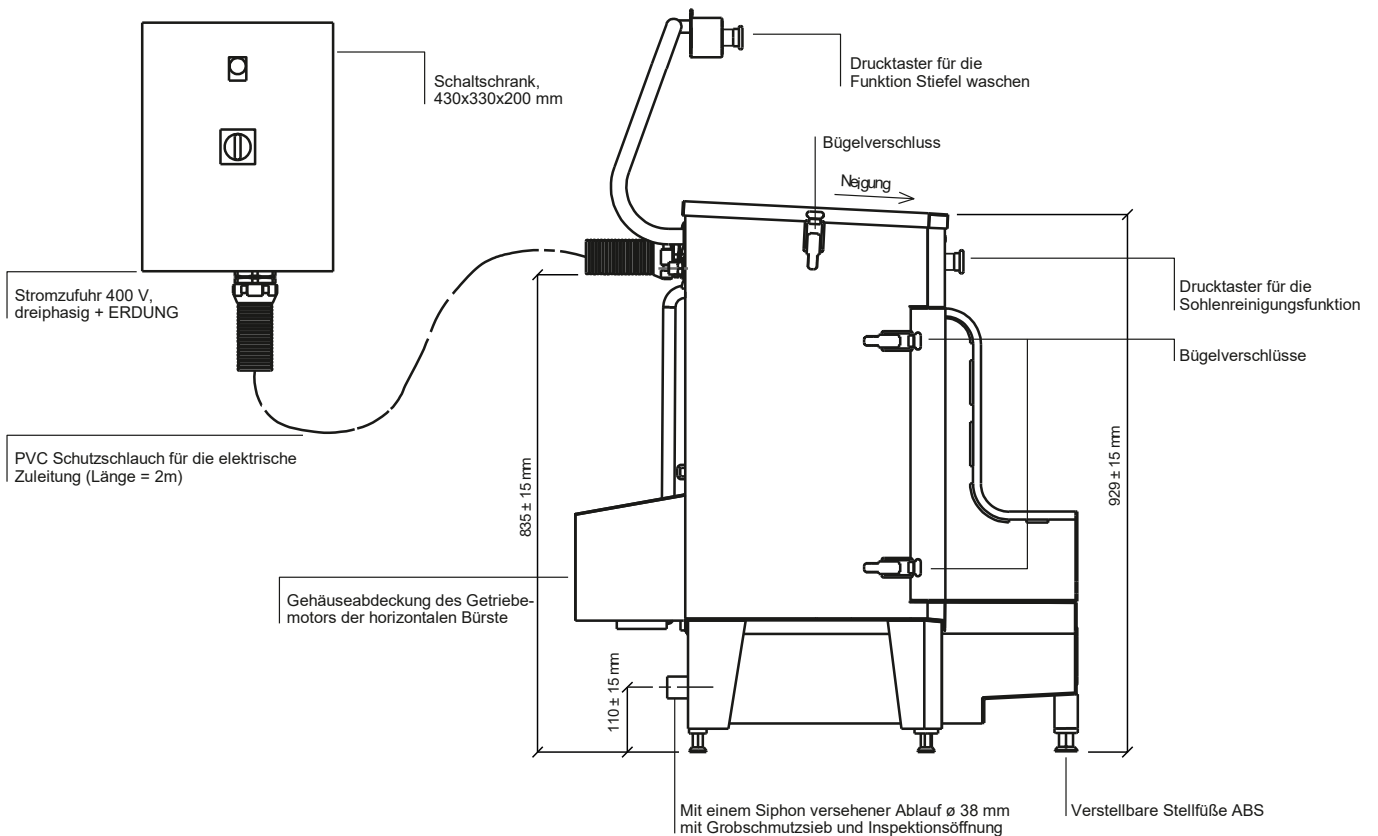 Drucktaster für die
Funktion Stiefel waschen
Schaltschrank,
430x330x200 mm
Bügelverschluss
Neigung
Stromzufuhr 400 V,
dreiphasig + ERDUNG
Drucktaster für die
Sohlenreinigungsfunktion
Bügelverschlüsse
PVC Schutzschlauch für die elektrische
Zuleitung (Länge = 2m)
835 ± 15 mm
929 ± 15 mm
Gehäuseabdeckung des Getriebe-
motors der horizontalen Bürste
110 ± 15 mm
Mit einem Siphon versehener Ablauf ø 38 mm
mit Grobschmutzsieb und Inspektionsöffnung
Verstellbare Stellfüße ABS